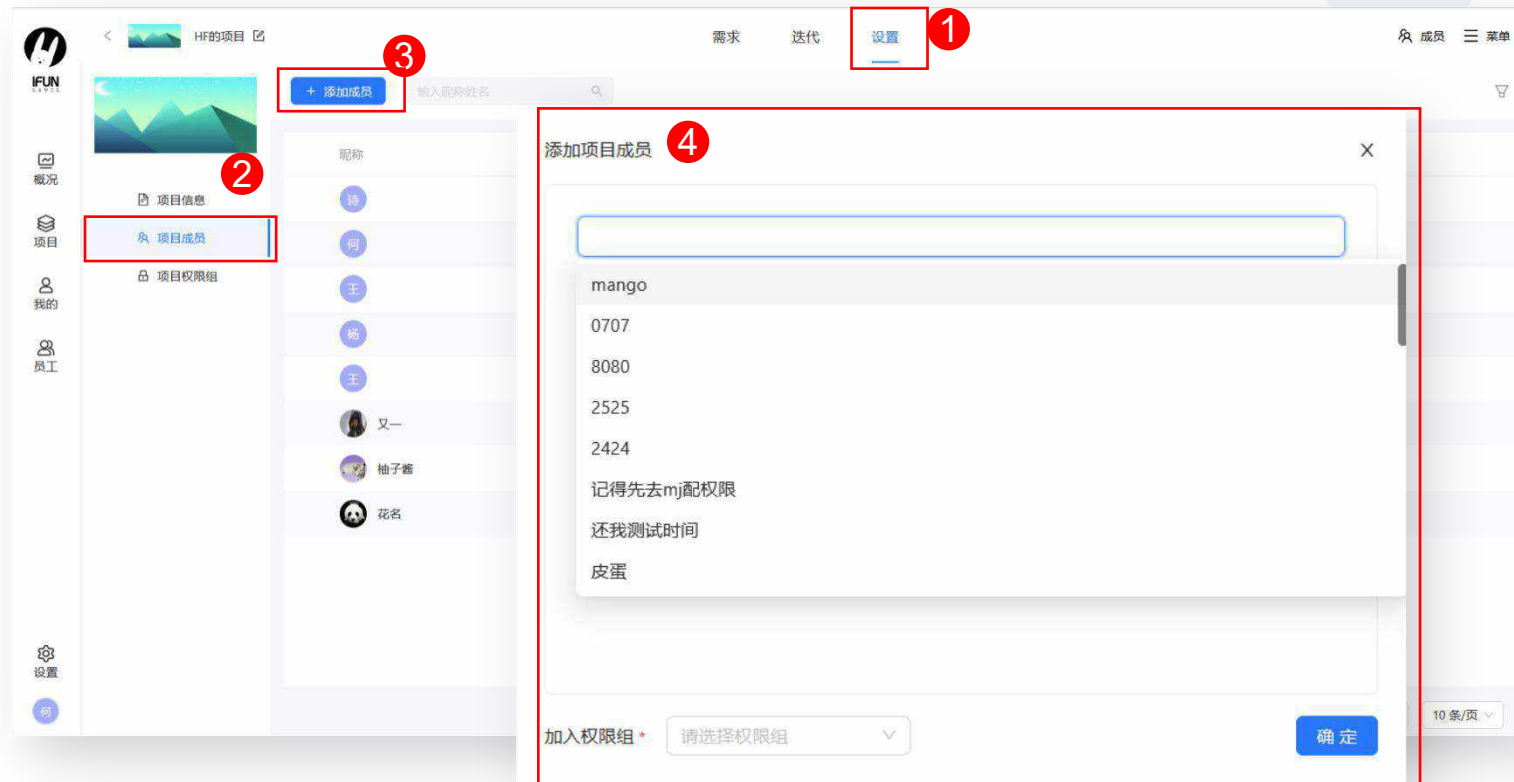 HF的项目
需求
迭代
设置
1
成员
菜单
IFUN
GAMES
3
+ 添加成员
输入昵称姓名
概况
项目
我的
员工
设置
何
2
项目信息
项目成员
项目权限组
昵称
诗
何
王
杨
王
又一
柚子酱
花名
添加项目成员
4
X
mango
0707
8080
2525
2424
记得先去mj配权限
还我测试时间
皮蛋
加入权限组 *
请选择权限组
确 定
10 条/页